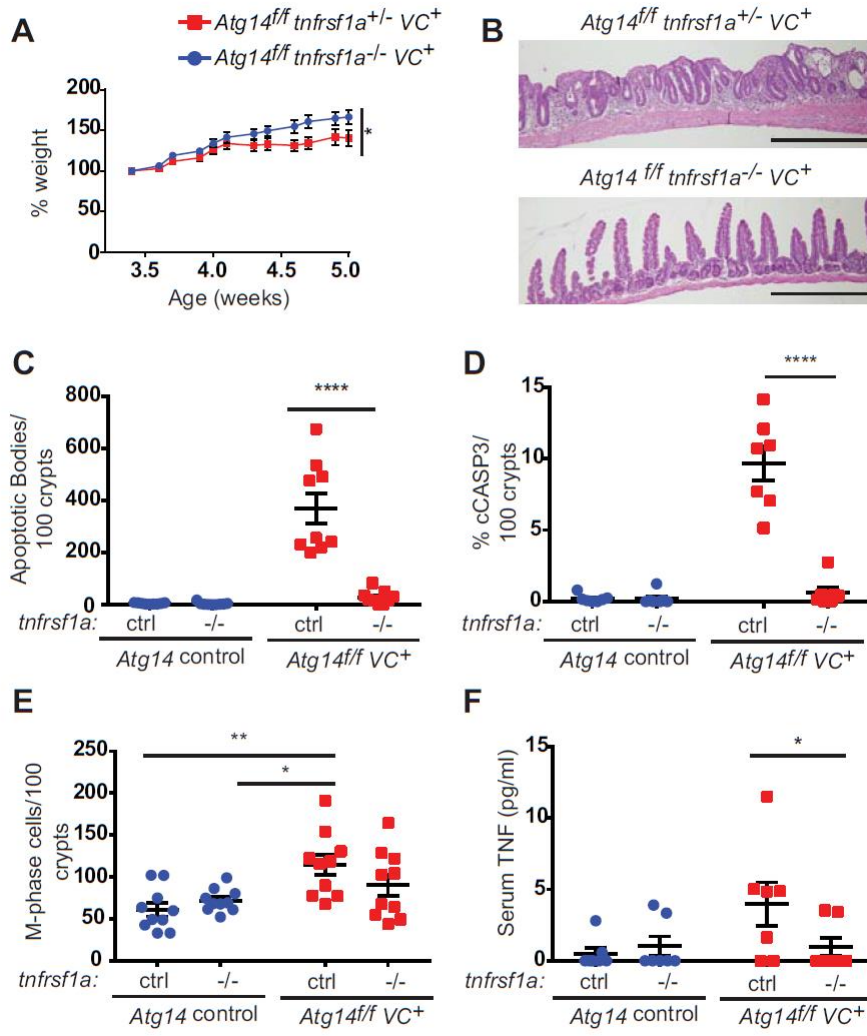 A
Atg14f/f tnfrsf1a+/- VC+
Atg14f/f tnfrsf1a-/- VC+
% weight
200
150
100
50
0
3.5 4.0 4.5 5.0
Age (weeks)
*
B
Atg14f/f tnfrsf1a+/- VC+
Atg14 f/f tnfrsf1a-/- VC+
C
Apoptotic Bodies/
100 crypts
800
600
400
200
0
****
tnfrsf1a: ctrl -/- ctrl -/-
Atg14 control Atg14f/f VC+
D
% cCASP3/
100 crypts
15
10
5
0
****
tnfrsf1a: ctrl -/- ctrl -/-
Atg14 control Atg14f/f VC+
E
M-phase cells/100
crypts
250
200
150
100
50
0
**
*
tnfrsf1a: ctrl -/- ctrl -/-
Atg14 control Atg14f/f VC+
F
Serum TNF (pg/ml)
15
10
5
0
*
tnfrsf1a: ctrl -/- ctrl -/-
Atg14 control Atg14f/f VC+